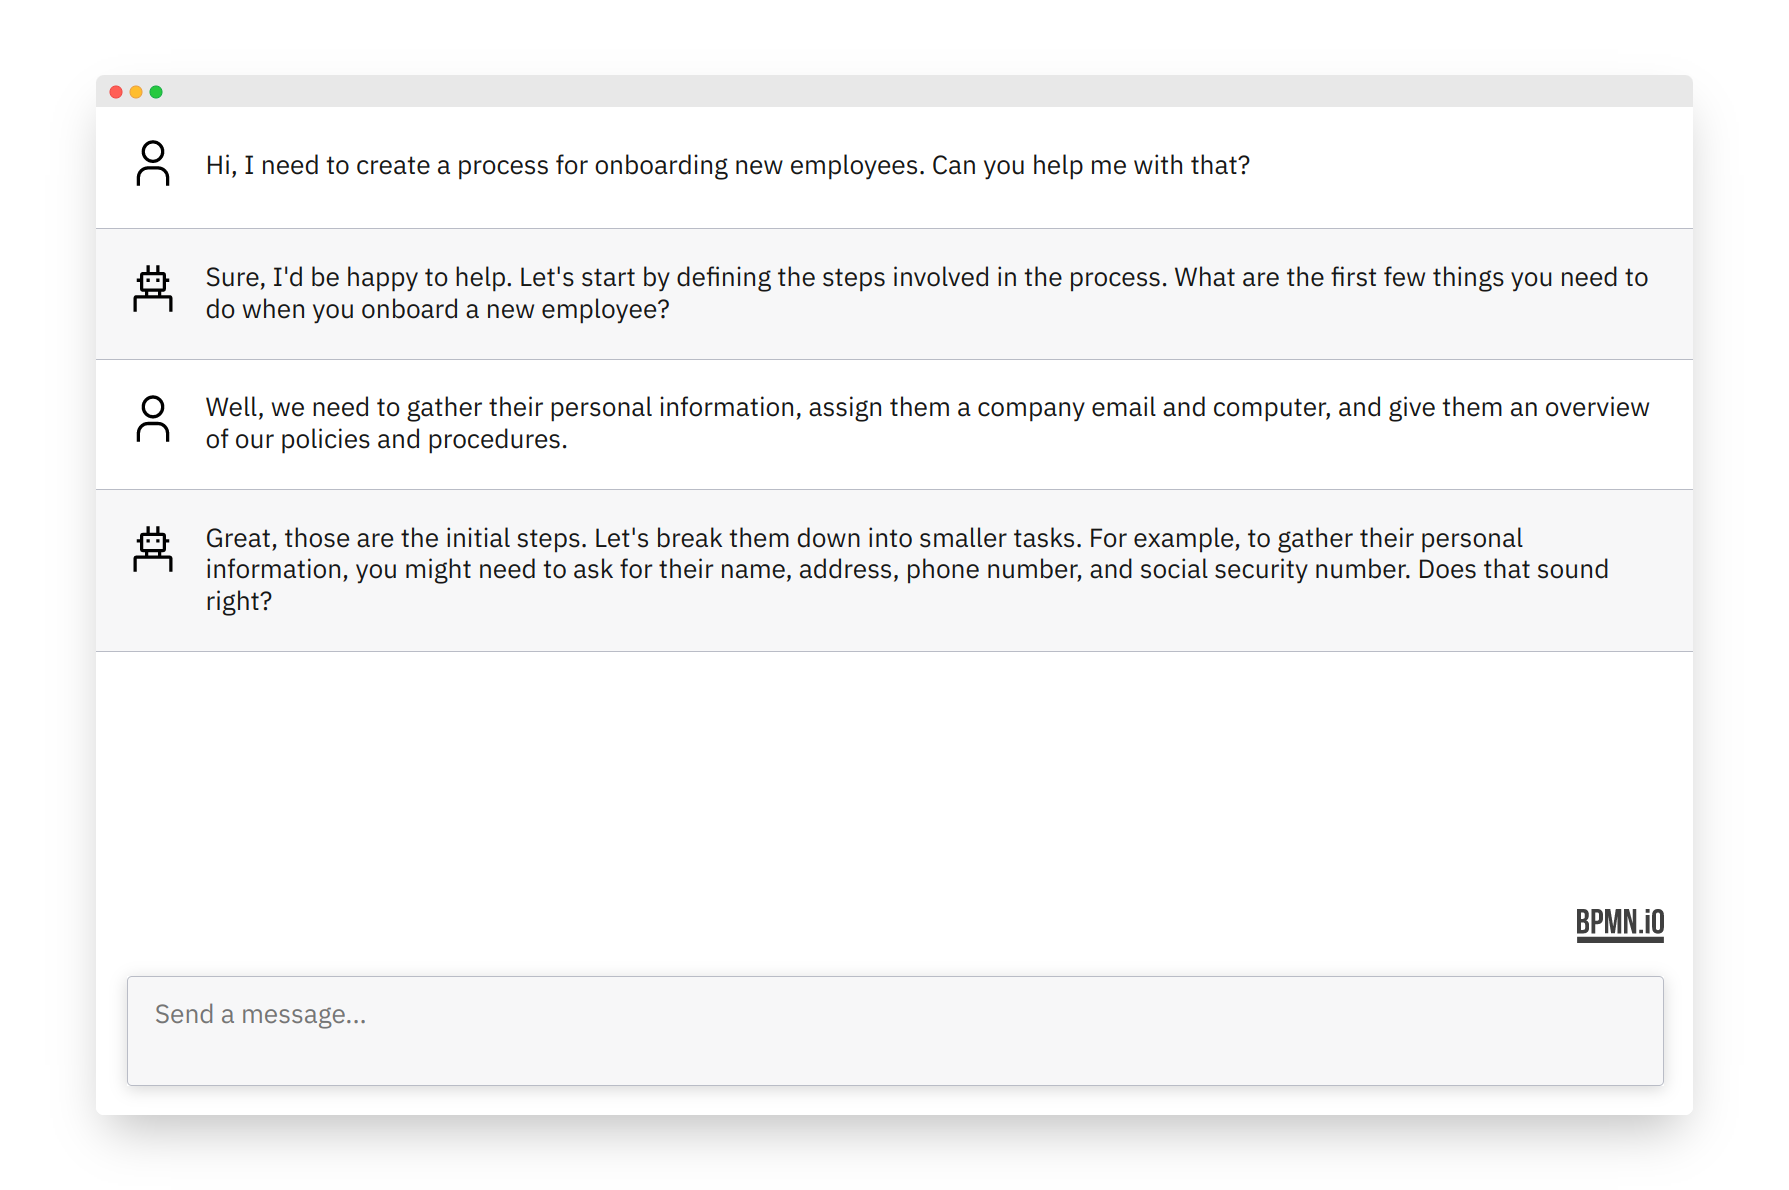 Hi, I need to create a process for onboarding new employees. Can you help me with that?
Sure, I'd be happy to help. Let's start by defining the steps involved in the process. What are the first few things you need to
do when you onboard a new employee?
Well, we need to gather their personal information, assign them a company email and computer, and give them an overview
of our policies and procedures.
Great, those are the initial steps. Let's break them down into smaller tasks. For example, to gather their personal
information, you might need to ask for their name, address, phone number, and social security number. Does that sound
right?
BPMN.iO
Send a message...